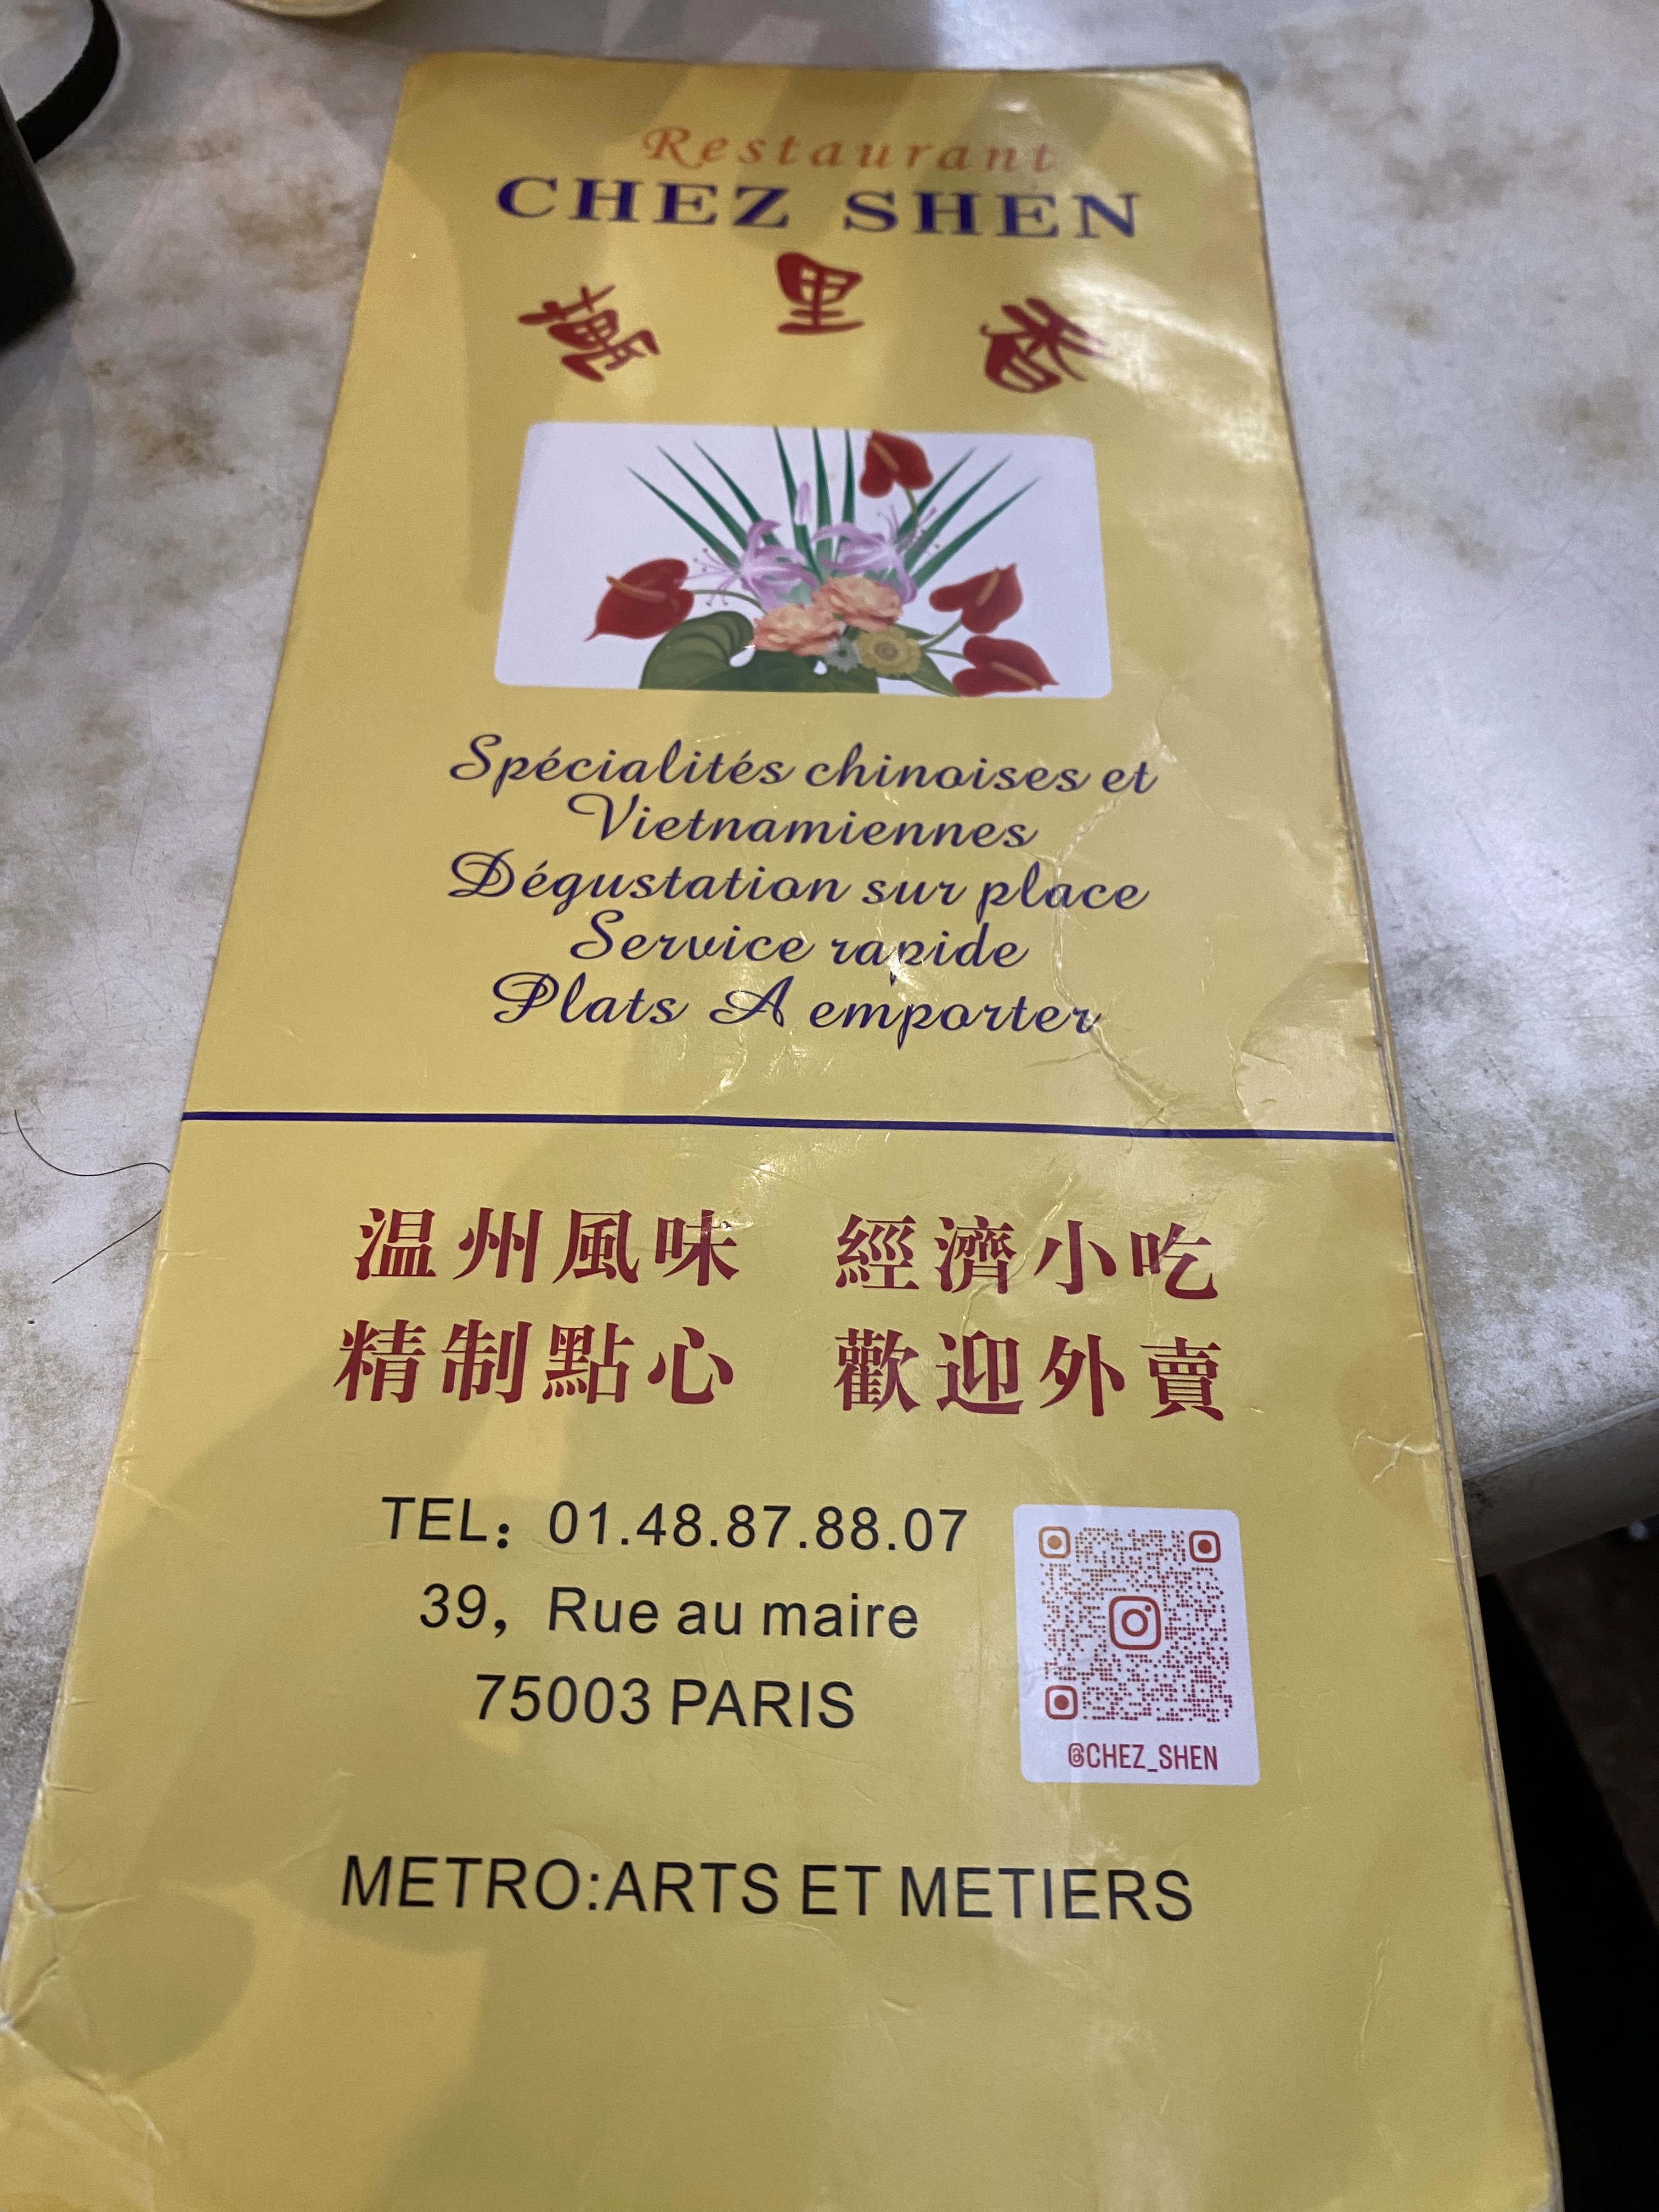 Restaurant
CHEZ SHEN
萬里香
Spécialités chinoises et
Vietnamiennes
Dégustation sur place
Service rapide
Plats A emporter
温州風味 經濟小吃
精制點心 歡迎外賣
TEL：01.48.87.88.07
39，Rue au maire
75003 PARIS
@CHEZ_SHEN
METRO:ARTS ET METIERS